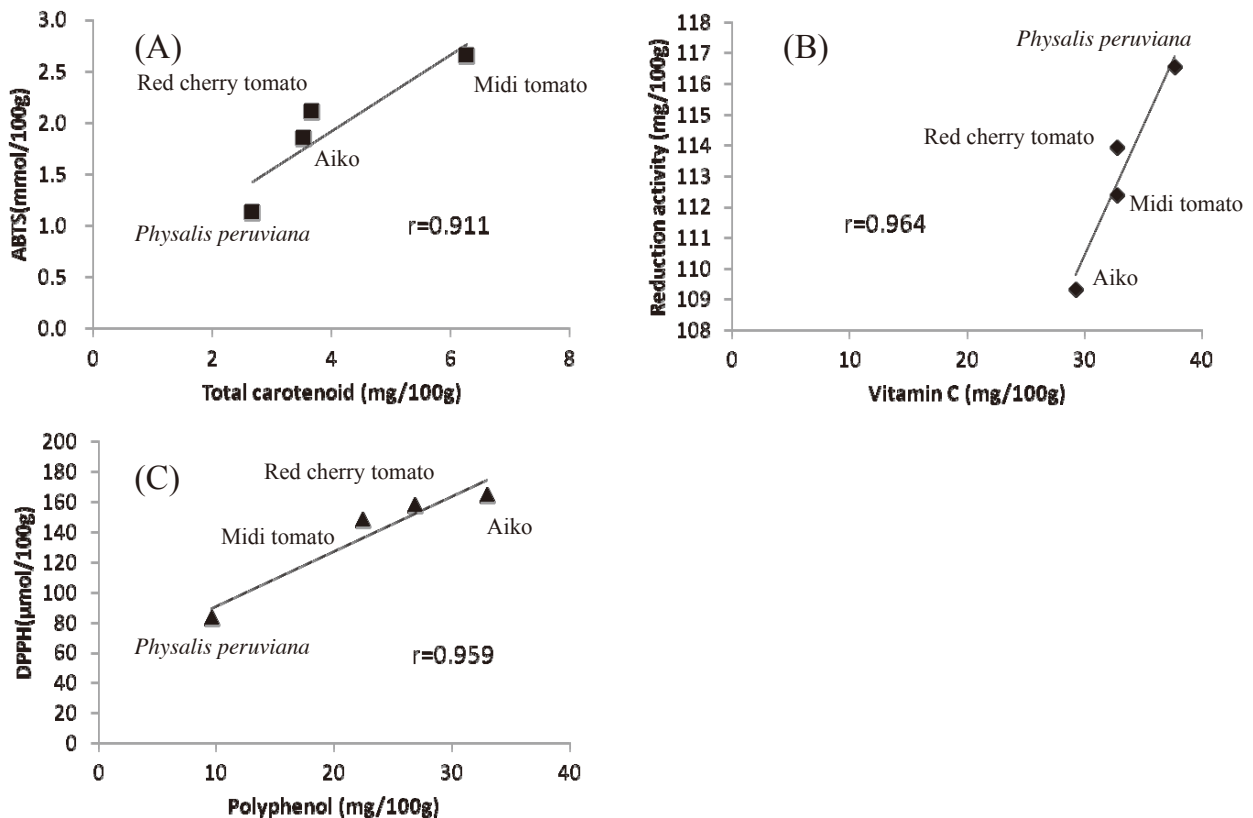 (A)
ABTS(mmol/100g)
3.0
2.5
2.0
1.5
1.0
0.5
0.0
Red cherry tomato
Midi tomato
Aiko
Physalis peruviana
r=0.911
0 2 4 6 8
Total carotenoid (mg/100g)
(B)
Reduction activity (mg/100g)
118
117
116
115
114
113
112
111
110
109
108
Physalis peruviana
Red cherry tomato
Midi tomato
r=0.964
Aiko
0 10 20 30 40
Vitamin C (mg/100g)
(C)
DPPH(μmol/100g)
200
180
160
140
120
100
80
60
40
20
0
Red cherry tomato
Midi tomato
Aiko
Physalis peruviana
r=0.959
0 10 20 30 40
Polyphenol (mg/100g)